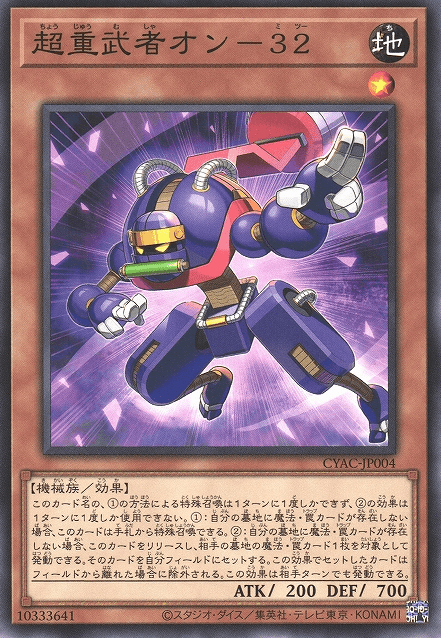 超重武者オン－32
地
CYAC-JP004
【機械族／効果】
このカード名の、①の方法による特殊召喚は1ターンに1度しかできず、②の効果は
1ターンに1度しか使用できない。①：自分の墓地に魔法・罠カードが存在しない
場合、このカードは手札から特殊召喚できる。②：自分の墓地に魔法・罠カードが存在
しない場合、このカードをリリースし、相手の墓地の魔法・罠カード1枚を対象として
発動できる。そのカードを自分フィールドにセットする。この効果でセットしたカードは
フィールドから離れた場合に除外される。この効果は相手ターンでも発動できる。
ATK 200 DEF 700
10333641 ©スタジオ・ダイス／集英社・テレビ東京・KONAMI